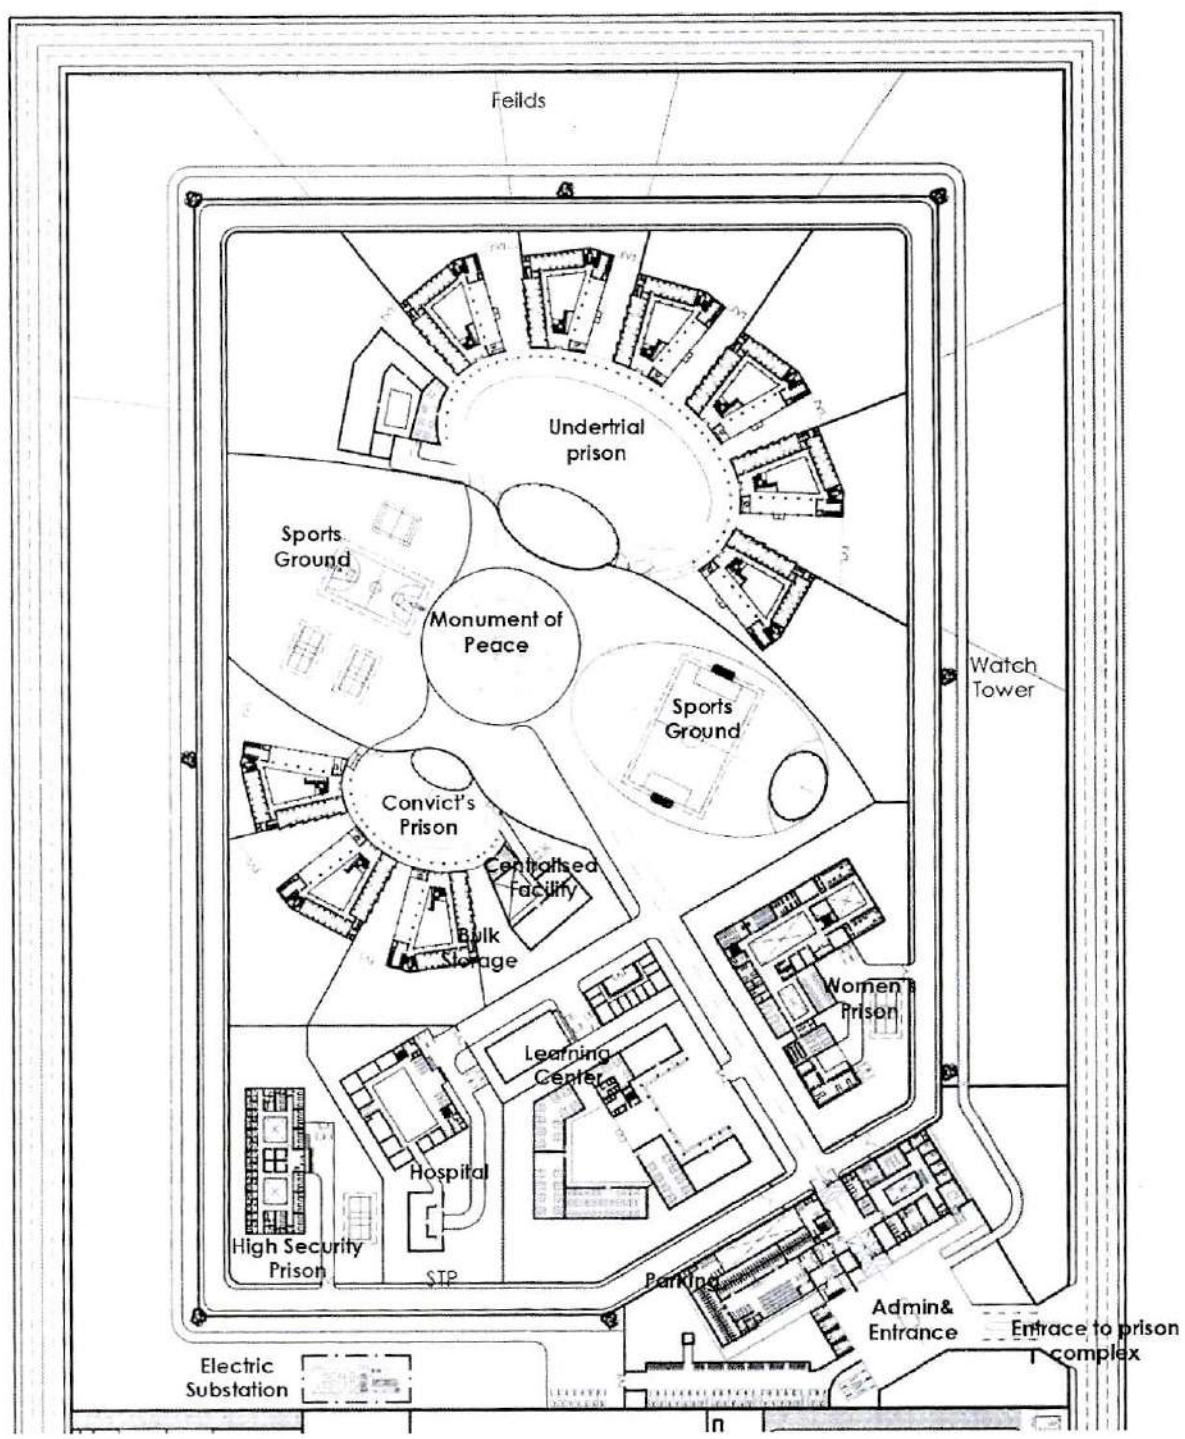 Feilds
Undertrial
prison
Sports
Ground
Monument of
Peace
Watch
Tower
Sports
Ground
Convict's
Prison
Centralised
Facility
Bulk
Storage
Women's
Prison
Learning
Center
Hospital
High Security
Prison
STP
Parking
Admin&
Entrance
Entrace to prison
complex
Electric
Substation